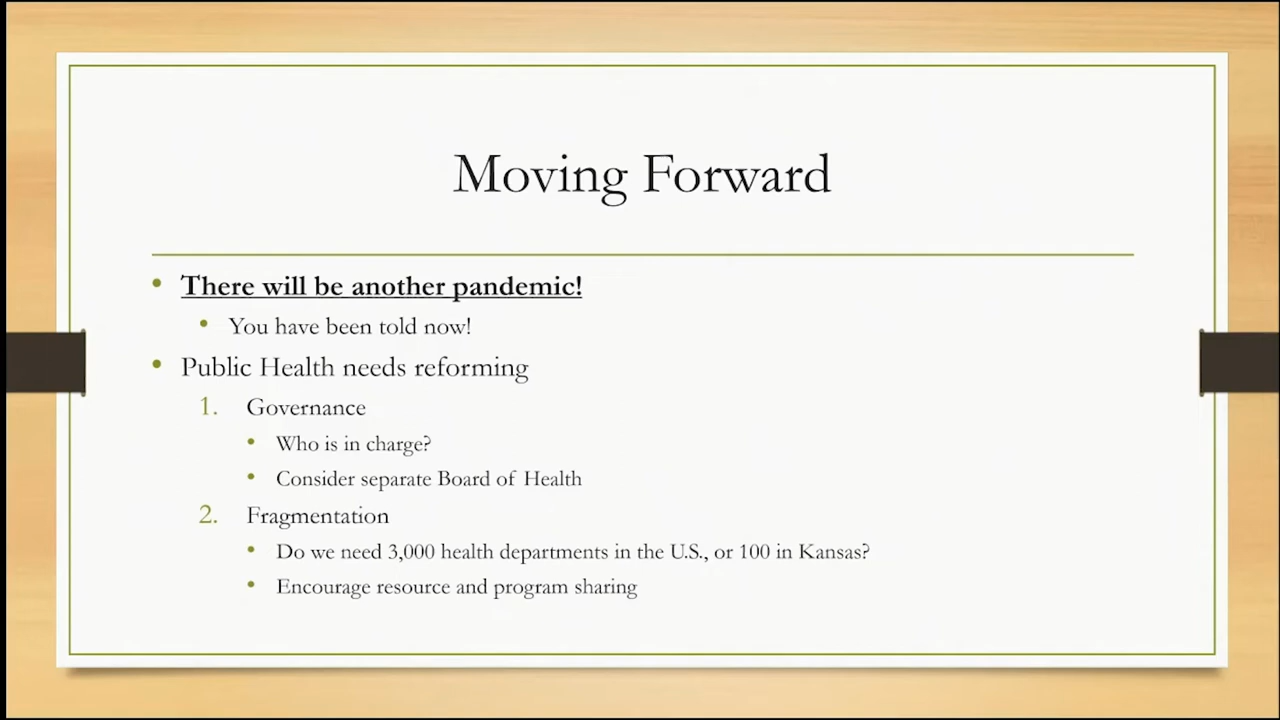 Moving Forward
• There will be another pandemic!
• You have been told now!
• Public Health needs reforming
1. Governance
• Who is in charge?
• Consider separate Board of Health
2. Fragmentation
• Do we need 3,000 health departments in the U.S., or 100 in Kansas?
• Encourage resource and program sharing